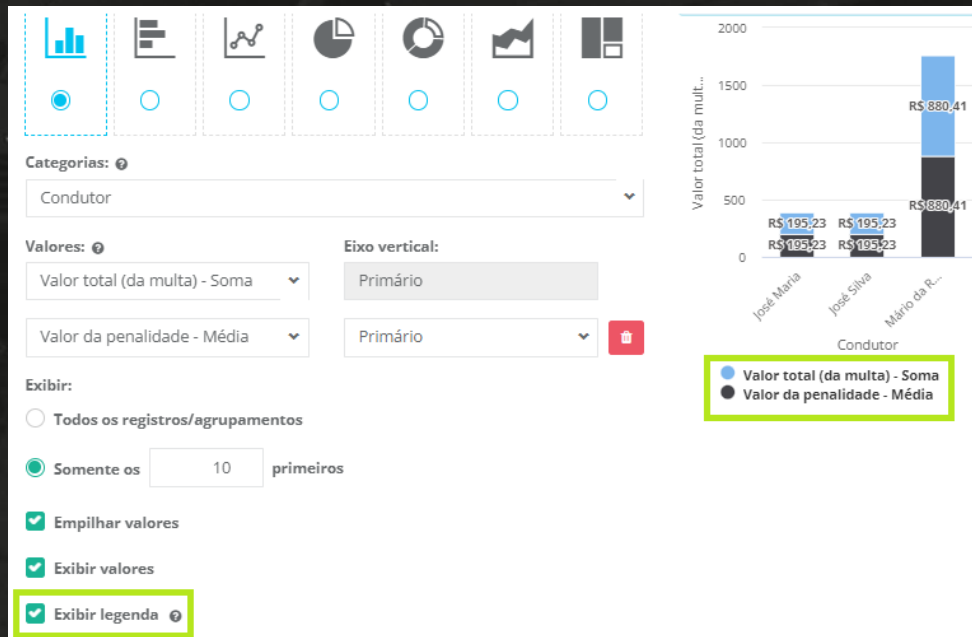 Categorias:
Condutor
Valores:
Eixo vertical:
Valor total (da multa) - Soma
Primário
Valor da penalidade - Média
Primário
Exibir:
Todos os registros/agrupamentos
Somente os 10 primeiros
Empilhar valores
Exibir valores
Exibir legenda
2000
1500
1000
500
0
Valor total (da mult...
R$ 880,41
R$ 880,41
R$ 195,23
R$ 195,23
R$ 195,23
R$ 195,23
José Maria
José Silva
Mário da R...
Condutor
Valor total (da multa) - Soma
Valor da penalidade - Média